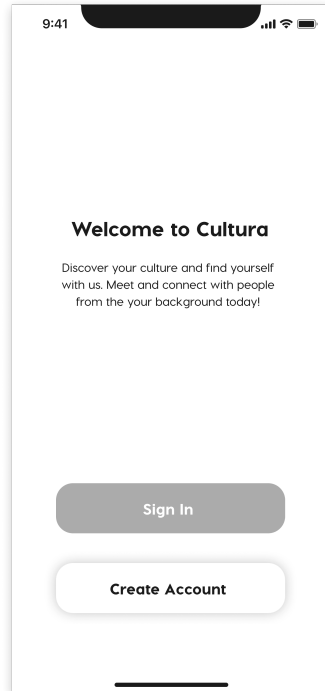 9:41
Welcome to Cultura
Discover your culture and find yourself
with us. Meet and connect with people
from the your background today!
Sign In
Create Account